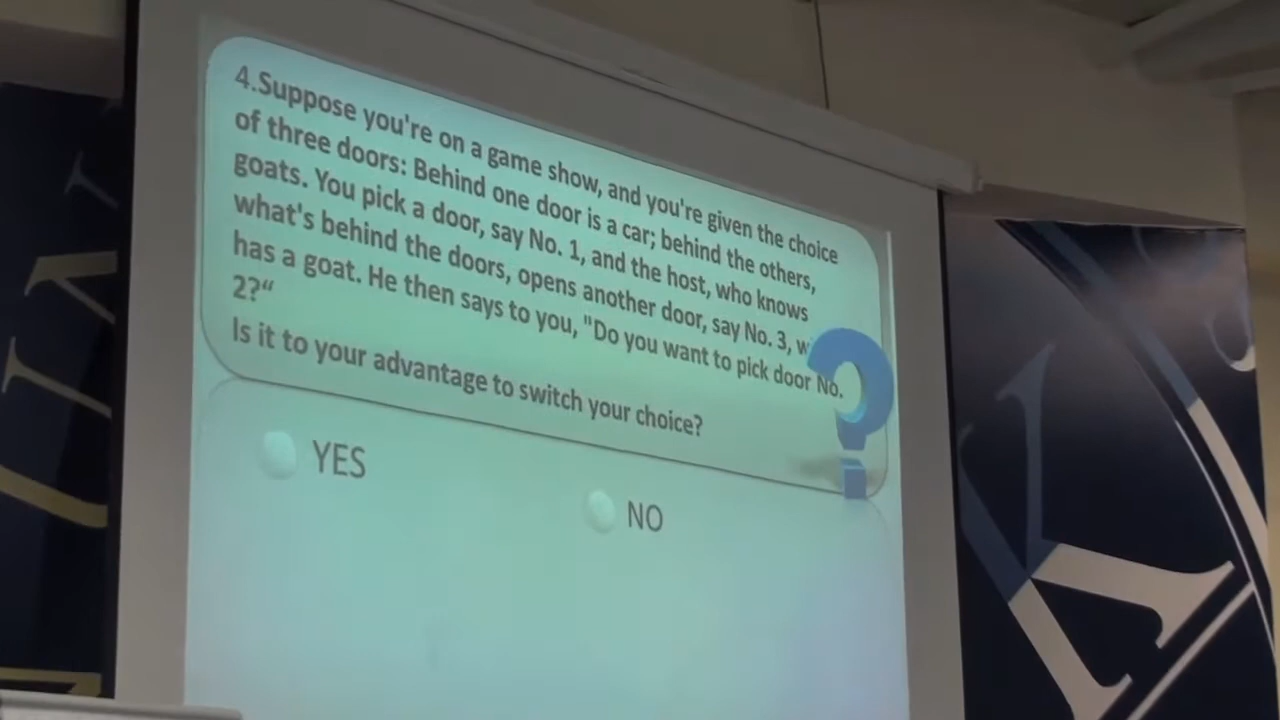 4.Suppose you're on a game show, and you're given the choice
of three doors: Behind one door is a car; behind the others,
goats. You pick a door, say No. 1, and the host, who knows
what's behind the doors, opens another door, say No. 3, w
has a goat. He then says to you, "Do you want to pick door No.
2?“
Is it to your advantage to switch your choice?
YES
NO